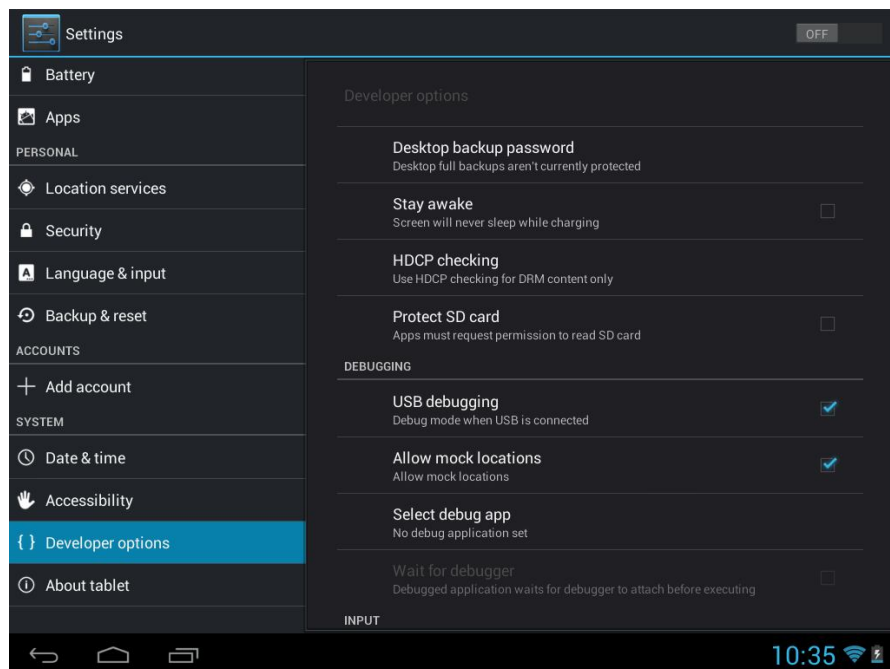 Settings
OFF
Battery
Apps
PERSONAL
Location services
Security
Language & input
Backup & reset
ACCOUNTS
Add account
SYSTEM
Date & time
Accessibility
{ } Developer options
About tablet
Developer options
Desktop backup password
Desktop full backups aren't currently protected
Stay awake
Screen will never sleep while charging
HDCP checking
Use HDCP checking for DRM content only
Protect SD card
Apps must request permission to read SD card
DEBUGGING
USB debugging
Debug mode when USB is connected
Allow mock locations
Allow mock locations
Select debug app
No debug application set
Wait for debugger
Debugged application waits for debugger to attach before executing
INPUT
10:35